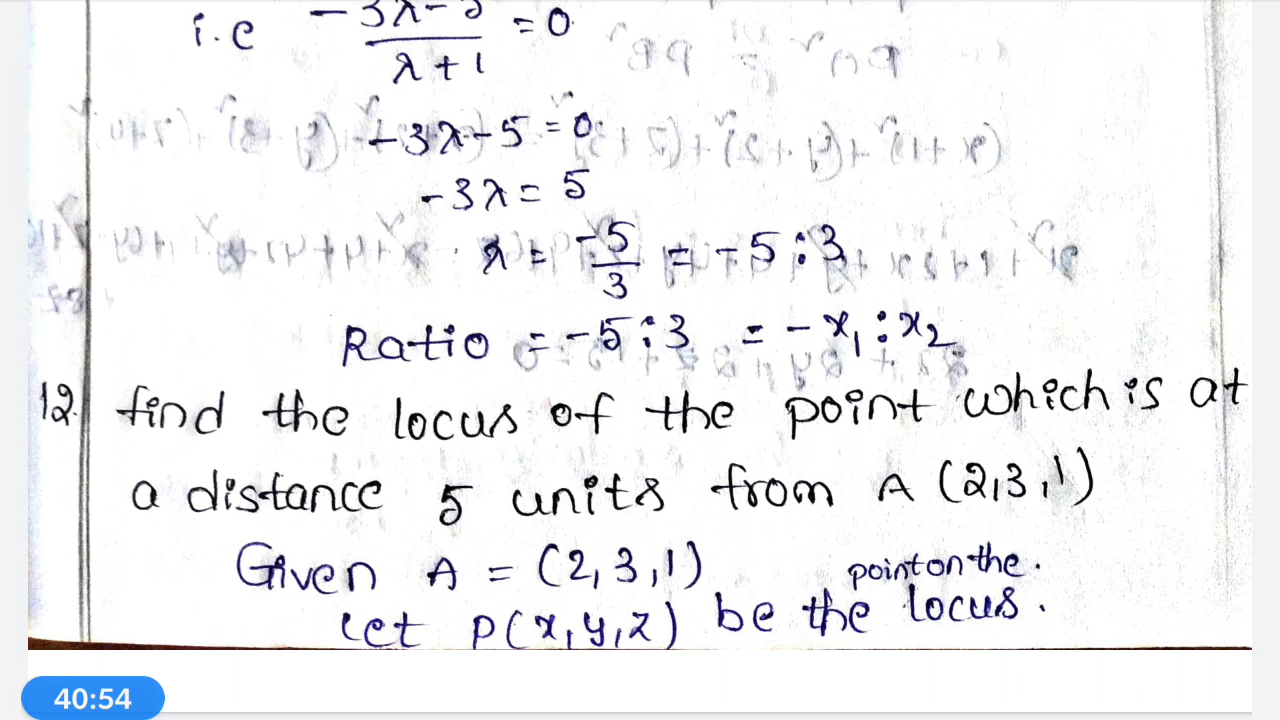 i.e -3λ-5/λ+1 = 0
-3λ-5 = 0
-3λ = 5
λ = -5/3 = -5:3
Ratio = -5:3 = -x₁:x₂
12. find the locus of the point which is at
a distance 5 units from A (2,3,1)
Given A = (2,3,1)
point on the.
Let P(x,y,z) be the locus.
40:54